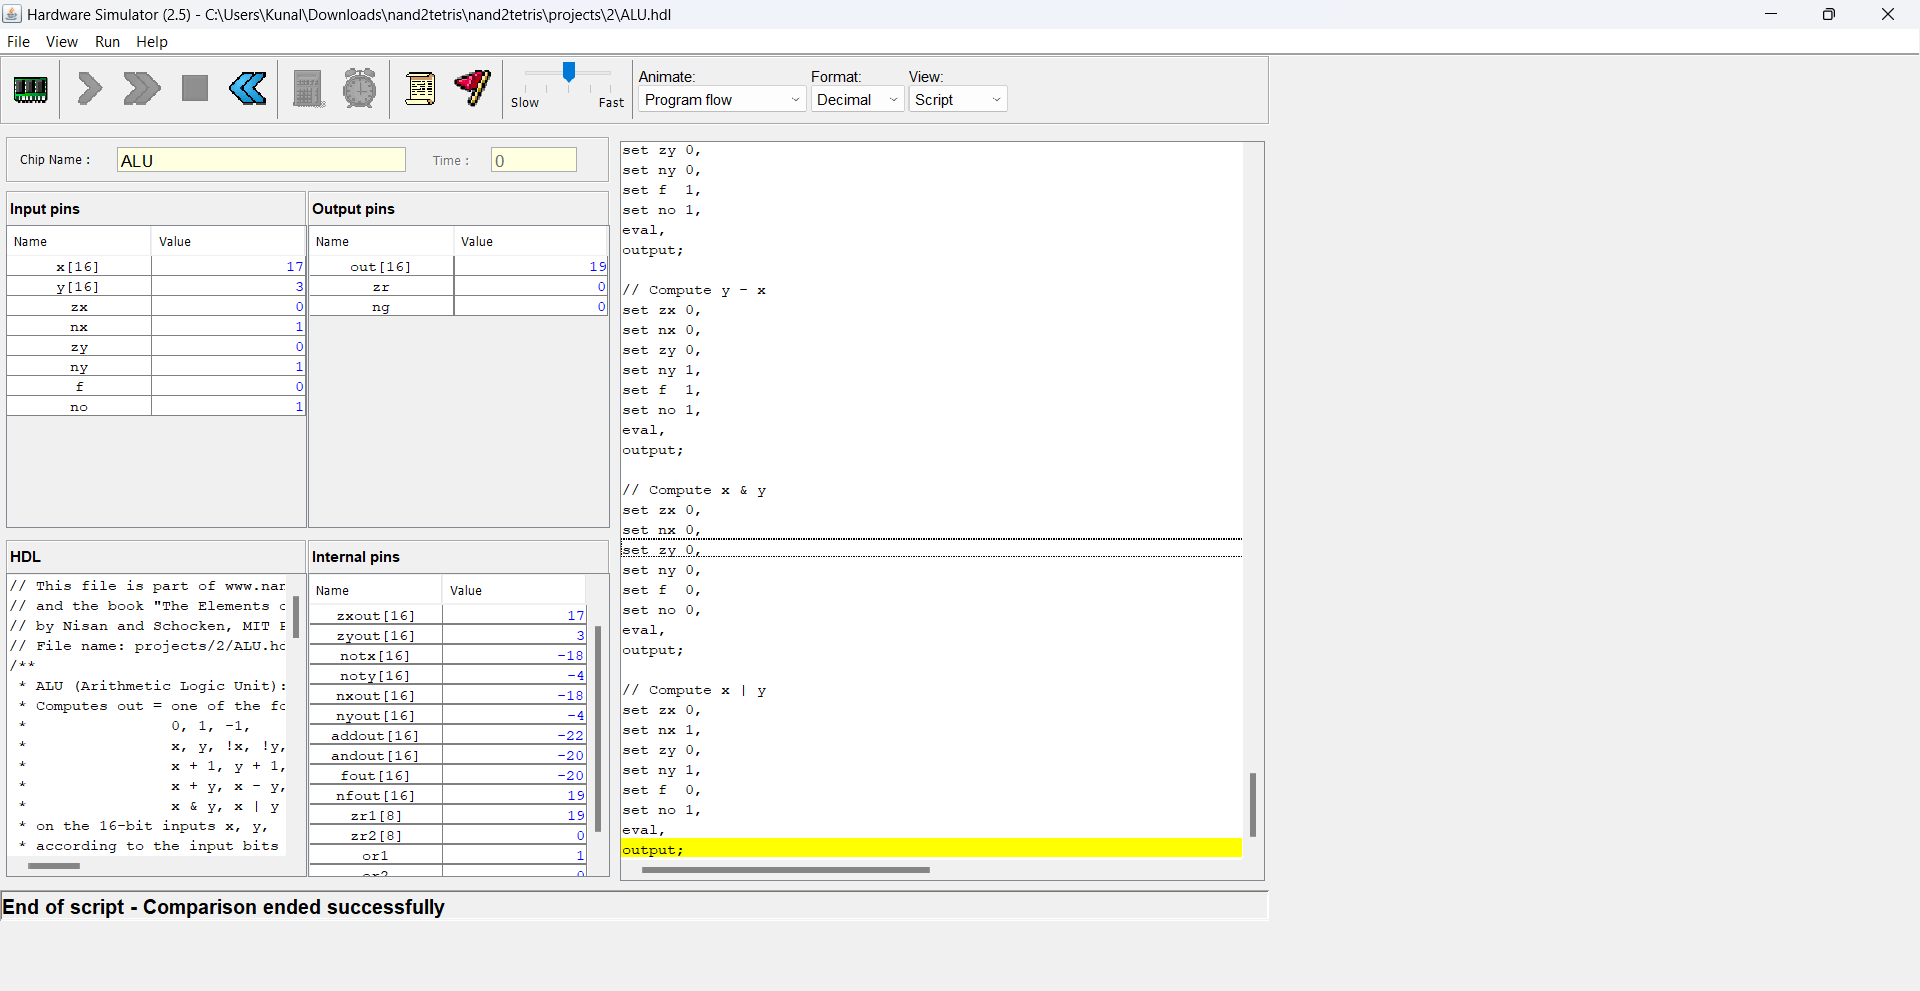 Hardware Simulator (2.5) - C:\Users\Kunal\Downloads\nand2tetris\nand2tetris\projects\2\ALU.hdl
File View Run Help
Slow Fast
Animate: Format: View:
Program flow Decimal Script
Chip Name : ALU Time : 0
Input pins
Name Value
x[16] 17
y[16] 3
zx 0
nx 1
zy 0
ny 1
f 0
no 1
Output pins
Name Value
out[16] 19
zr 0
ng 0
HDL
// This file is part of www.nan
// and the book "The Elements o
// by Nisan and Schocken, MIT P
// File name: projects/2/ALU.hd
/**
* ALU (Arithmetic Logic Unit):
* Computes out = one of the fo
* 0, 1, -1,
* x, y, !x, !y,
* x + 1, y + 1,
* x + y, x - y,
* x & y, x | y
* on the 16-bit inputs x, y,
* according to the input bits
Internal pins
Name Value
zxout[16] 17
zyout[16] 3
notx[16] -18
noty[16] -4
nxout[16] -18
nyout[16] -4
addout[16] -22
andout[16] -20
fout[16] -20
nfout[16] 19
zr1[8] 19
zr2[8] 0
or1 1
or2 0
set zy 0,
set ny 0,
set f 1,
set no 1,
eval,
output;
// Compute y - x
set zx 0,
set nx 0,
set zy 0,
set ny 1,
set f 1,
set no 1,
eval,
output;
// Compute x & y
set zx 0,
set nx 0,
set zy 0,
set ny 0,
set f 0,
set no 0,
eval,
output;
// Compute x | y
set zx 0,
set nx 1,
set zy 0,
set ny 1,
set f 0,
set no 1,
eval,
output;
End of script - Comparison ended successfully